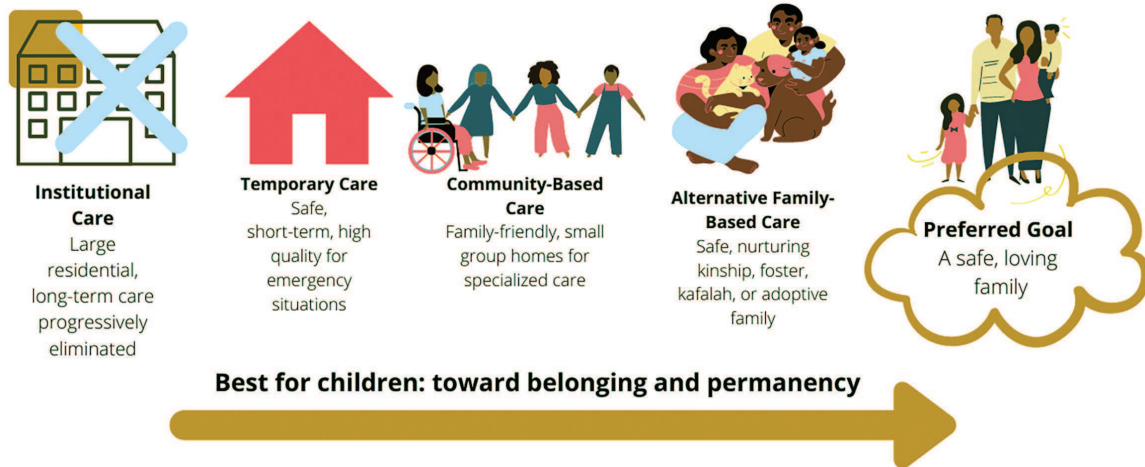 Institutional
Care
Large
residential,
long-term care
progressively
eliminated
Temporary Care
Safe,
short-term, high
quality for
emergency
situations
Community-Based
Care
Family-friendly, small
group homes for
specialized care
Alternative Family-
Based Care
Safe, nurturing
kinship, foster,
kafalah, or adoptive
family
Preferred Goal
A safe, loving
family
Best for children: toward belonging and permanency